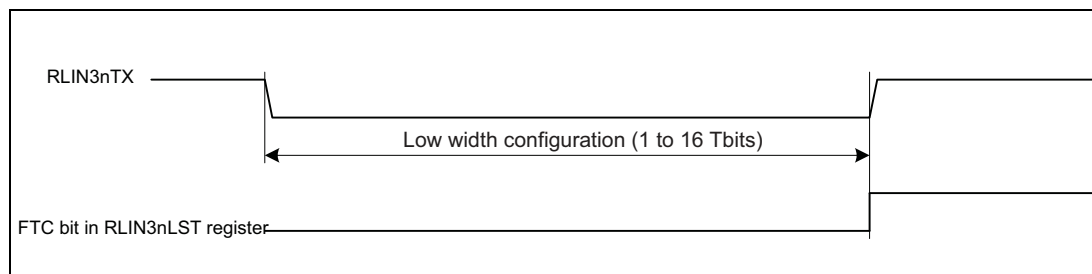 RLIN3nTX
Low width configuration (1 to 16 Tbits)
FTC bit in RLIN3nLST register